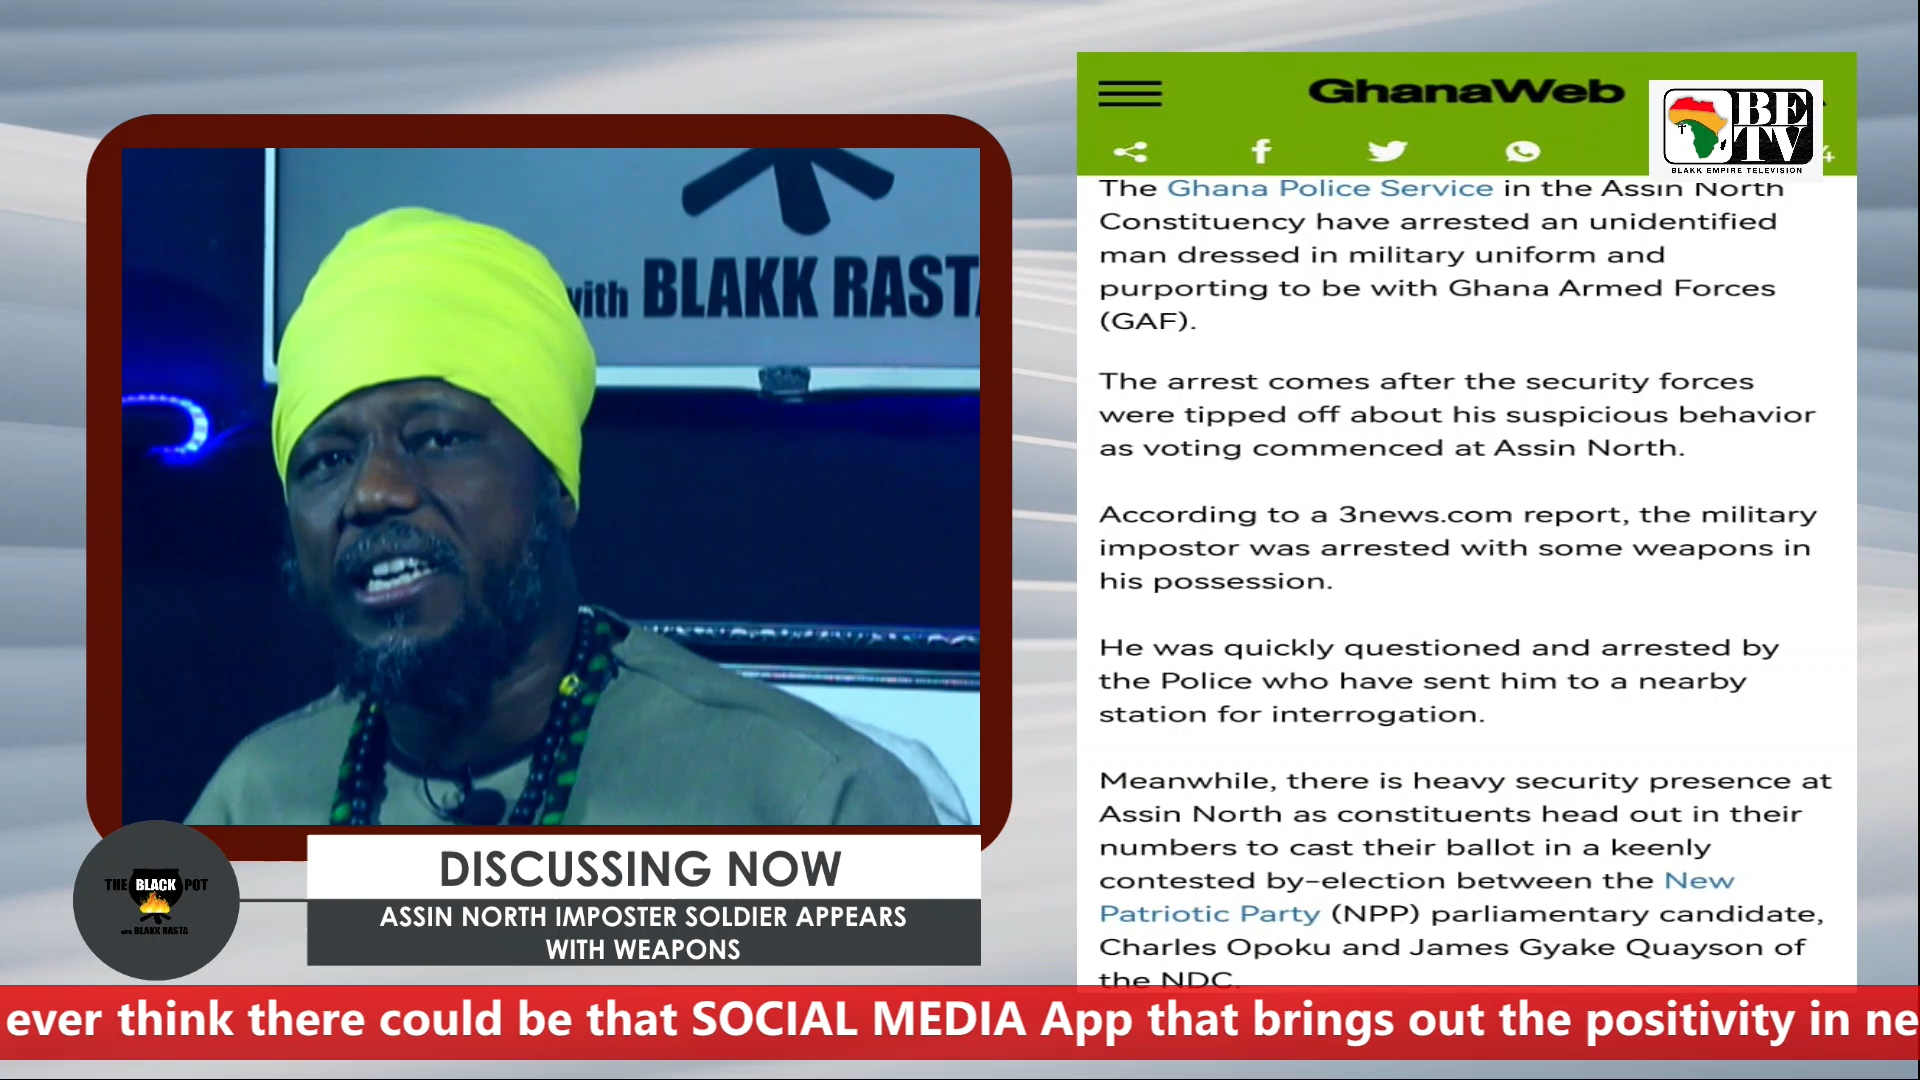 with BLAKK RAST
GhanaWeb
BE
TV
BLAKK EMPIRE TELEVISION
The Ghana Police Service in the Assin North
Constituency have arrested an unidentified
man dressed in military uniform and
purporting to be with Ghana Armed Forces
(GAF).
The arrest comes after the security forces
were tipped off about his suspicious behavior
as voting commenced at Assin North.
According to a 3news.com report, the military
impostor was arrested with some weapons in
his possession.
He was quickly questioned and arrested by
the Police who have sent him to a nearby
station for interrogation.
Meanwhile, there is heavy security presence at
Assin North as constituents head out in their
numbers to cast their ballot in a keenly
contested by-election between the New
Patriotic Party (NPP) parliamentary candidate,
Charles Opoku and James Gyake Quayson of
the NDC.
THE BLACK POT
with BLAKK RASTA
DISCUSSING NOW
ASSIN NORTH IMPOSTER SOLDIER APPEARS
WITH WEAPONS
ever think there could be that SOCIAL MEDIA App that brings out the positivity in ne